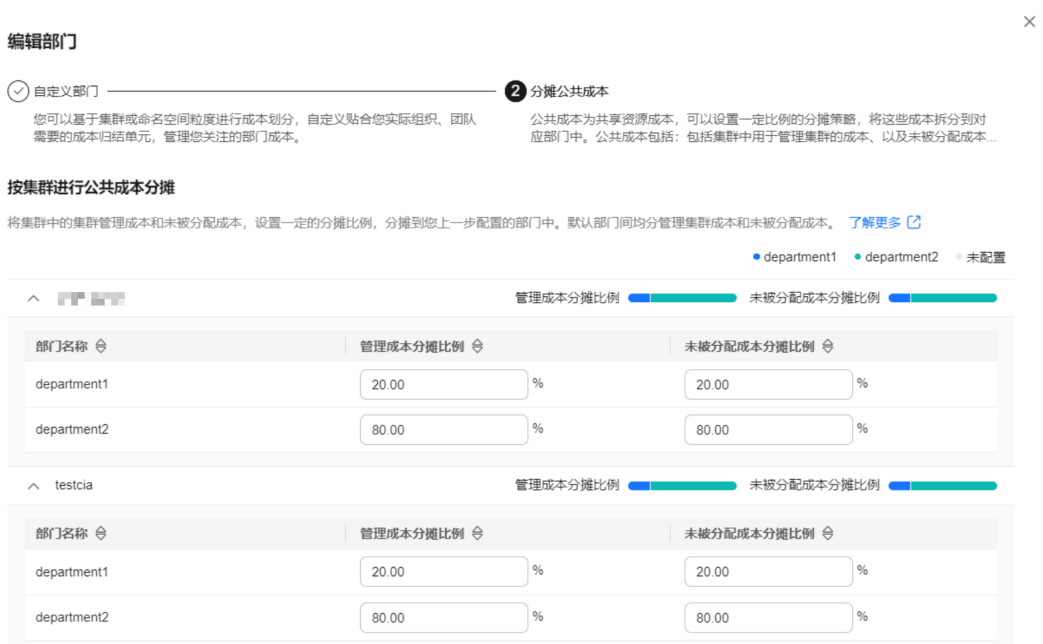 编辑部门
自定义部门
2 分摊公共成本
您可以基于集群或命名空间粒度进行成本划分，自定义贴合您实际组织、团队
需要的成本归结单元，管理您关注的部门成本。
公共成本为共享资源成本，可以设置一定比例的分摊策略，将这些成本拆分到对
应部门中。公共成本包括：包括集群中用于管理集群的成本、以及未被分配成本...
按集群进行公共成本分摊
将集群中的集群管理成本和未被分配成本，设置一定的分摊比例，分摊到您上一步配置的部门中。默认部门间均分管理集群成本和未被分配成本。 了解更多
department1 department2 未配置
管理成本分摊比例 未被分配成本分摊比例
部门名称 管理成本分摊比例 未被分配成本分摊比例
department1 20.00 % 20.00 %
department2 80.00 % 80.00 %
testcia 管理成本分摊比例 未被分配成本分摊比例
部门名称 管理成本分摊比例 未被分配成本分摊比例
department1 20.00 % 20.00 %
department2 80.00 % 80.00 %